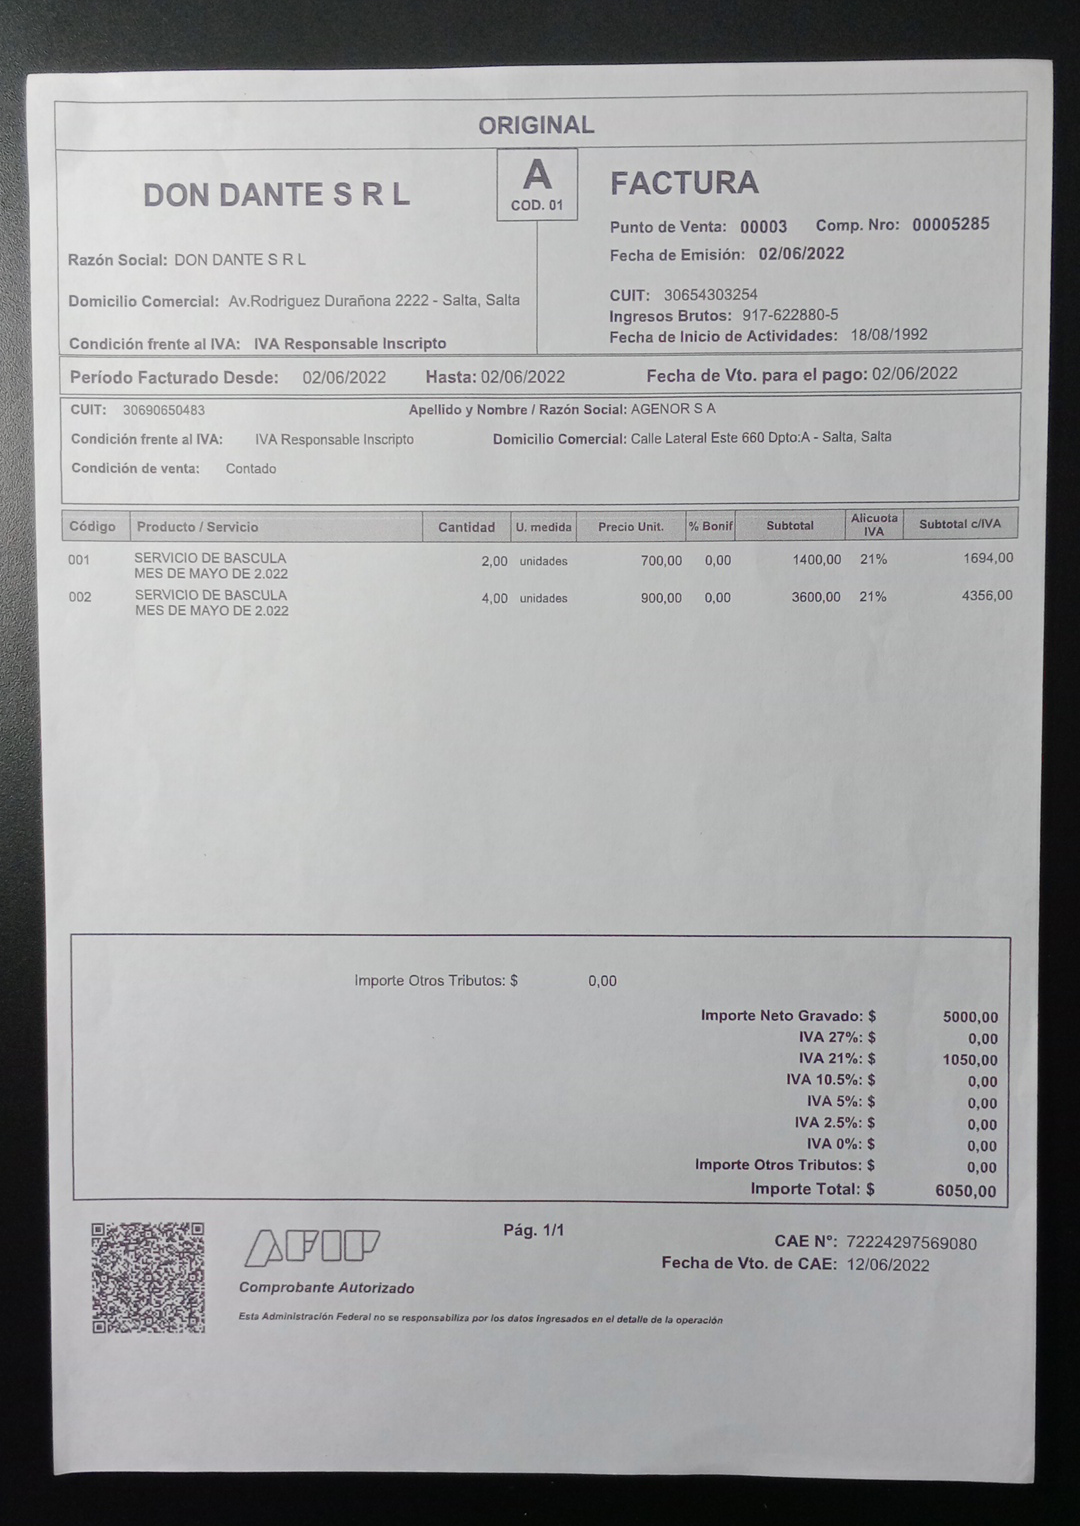 ORIGINAL
DON DANTE S R L
A
COD. 01
FACTURA
Punto de Venta: 00003 Comp. Nro: 00005285
Fecha de Emisión: 02/06/2022
Razón Social: DON DANTE S R L
Domicilio Comercial: Av.Rodriguez Durañona 2222 - Salta, Salta
Condición frente al IVA: IVA Responsable Inscripto
CUIT: 30654303254
Ingresos Brutos: 917-622880-5
Fecha de Inicio de Actividades: 18/08/1992
Período Facturado Desde: 02/06/2022 Hasta: 02/06/2022 Fecha de Vto. para el pago: 02/06/2022
CUIT: 30690650483 Apellido y Nombre / Razón Social: AGENOR S A
Condición frente al IVA: IVA Responsable Inscripto Domicilio Comercial: Calle Lateral Este 660 Dpto:A - Salta, Salta
Condición de venta: Contado
Código Producto / Servicio Cantidad U. medida Precio Unit. % Bonif Subtotal Alicuota IVA Subtotal c/IVA
001 SERVICIO DE BASCULA 2,00 unidades 700,00 0,00 1400,00 21% 1694,00
MES DE MAYO DE 2.022
002 SERVICIO DE BASCULA 4,00 unidades 900,00 0,00 3600,00 21% 4356,00
MES DE MAYO DE 2.022
Importe Otros Tributos: $ 0,00
Importe Neto Gravado: $ 5000,00
IVA 27%: $ 0,00
IVA 21%: $ 1050,00
IVA 10.5%: $ 0,00
IVA 5%: $ 0,00
IVA 2.5%: $ 0,00
IVA 0%: $ 0,00
Importe Otros Tributos: $ 0,00
Importe Total: $ 6050,00
AFIP
Comprobante Autorizado
Esta Administración Federal no se responsabiliza por los datos ingresados en el detalle de la operación
Pág. 1/1
CAE N°: 72224297569080
Fecha de Vto. de CAE: 12/06/2022